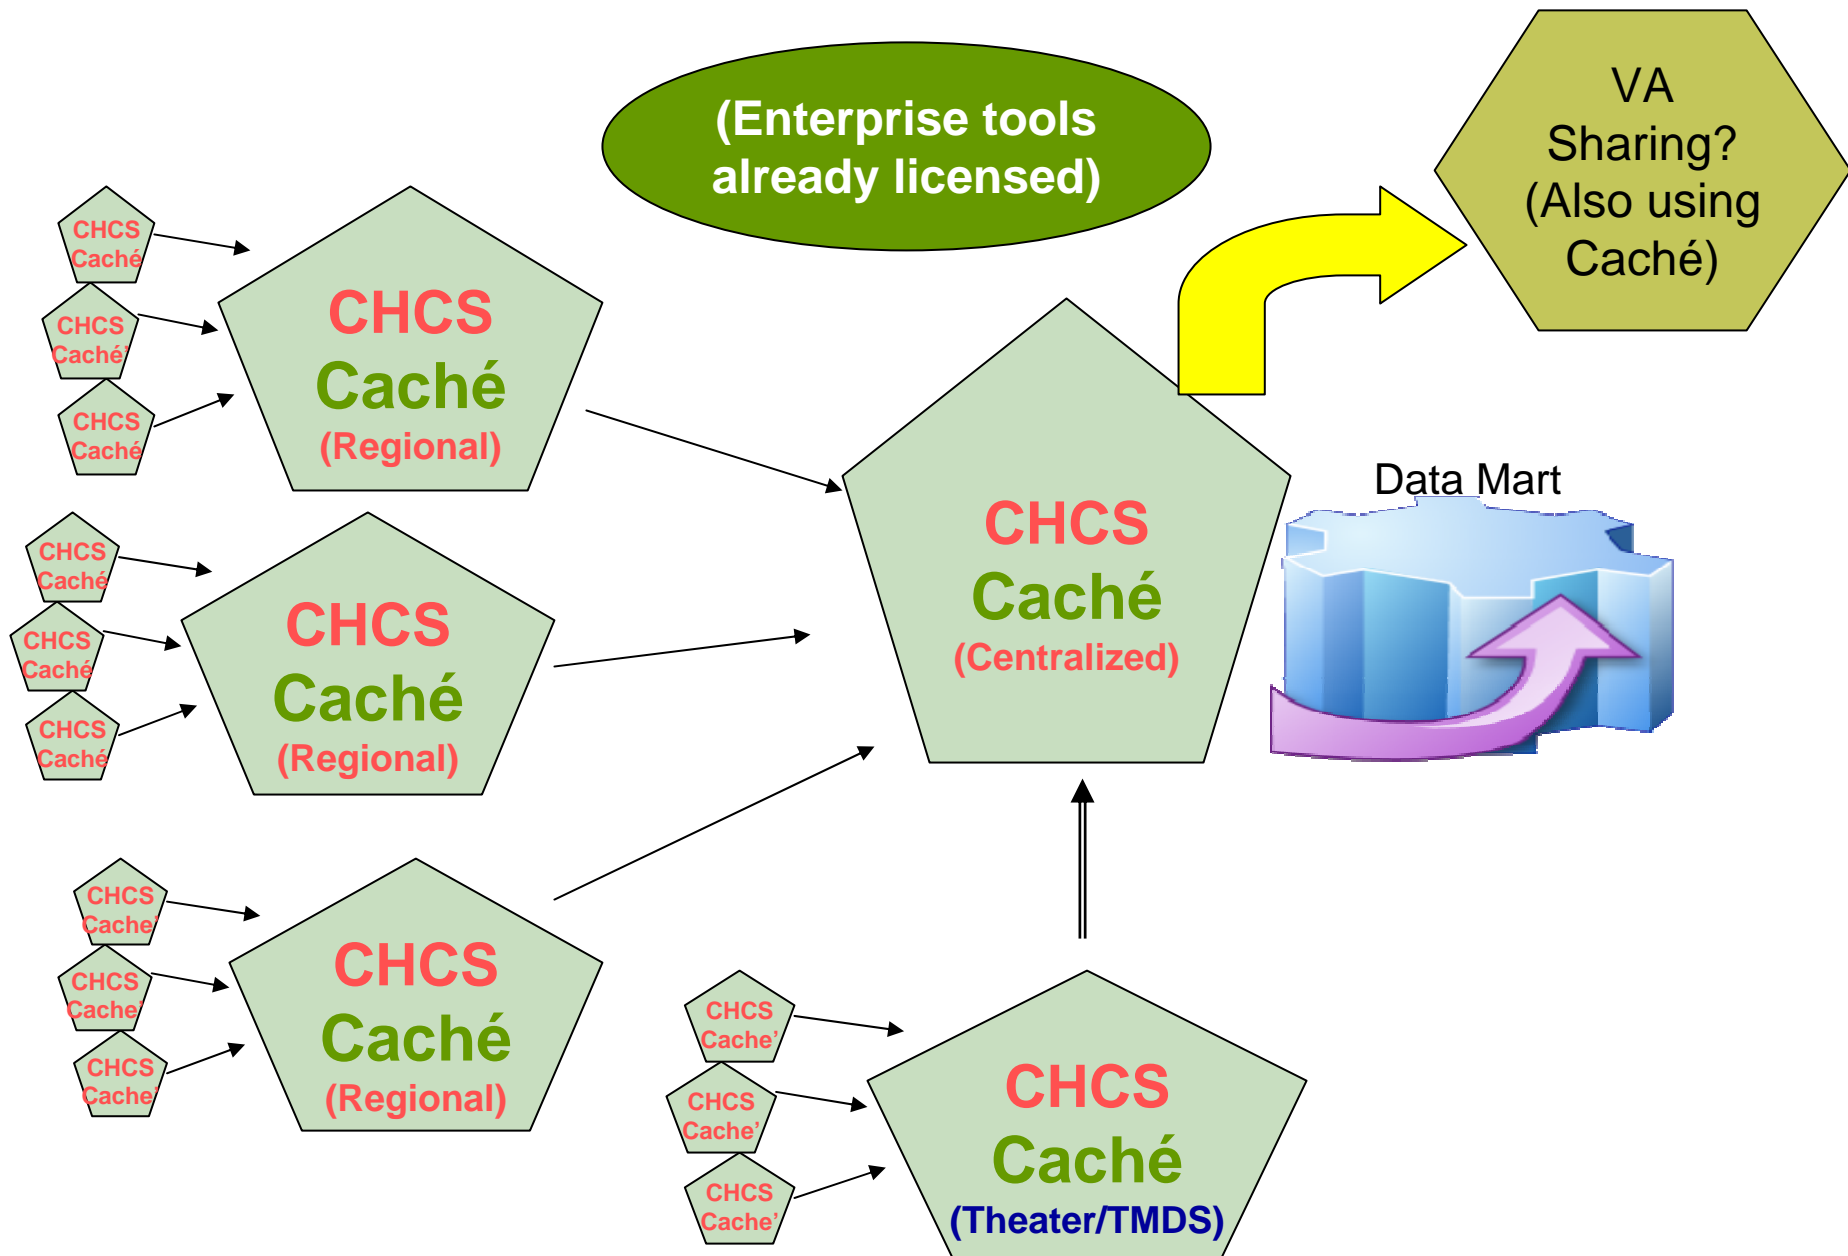 (Enterprise tools
already licensed)
VA
Sharing?
(Also using
Caché)
CHCS
Caché
CHCS
Caché'
CHCS
Caché
CHCS
Caché
(Regional)
CHCS
Caché
CHCS
Caché
CHCS
Caché
CHCS
Caché
(Regional)
CHCS
Caché
(Centralized)
Data Mart
CHCS
Cache’
CHCS
Cache’
CHCS
Cache’
CHCS
Caché
(Regional)
CHCS
Cache’
CHCS
Cache’
CHCS
Cache’
CHCS
Caché
(Theater/TMDS)